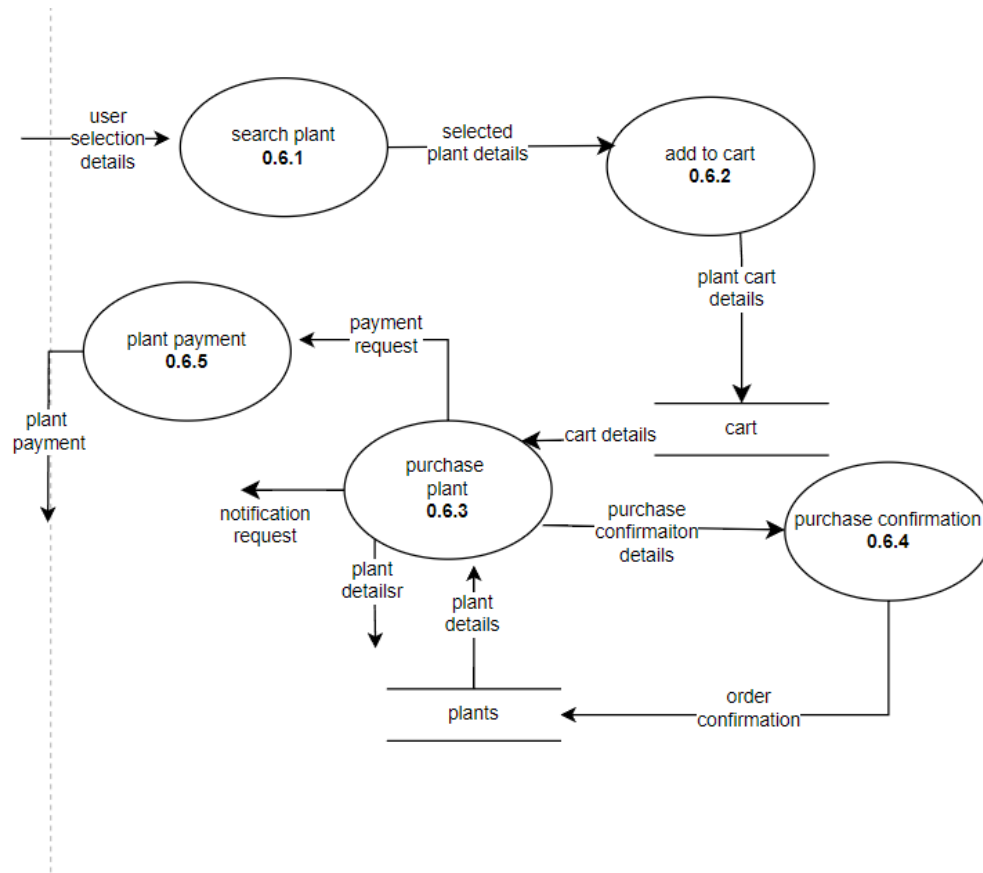 user
selection
details
search plant
0.6.1
selected
plant details
add to cart
0.6.2
plant cart
details
plant payment
0.6.5
payment
request
plant
payment
cart details
cart
purchase
plant
0.6.3
notification
request
purchase
confirmaiton
details
purchase confirmation
0.6.4
plant
detailsr
plant
details
plants
order
confirmation